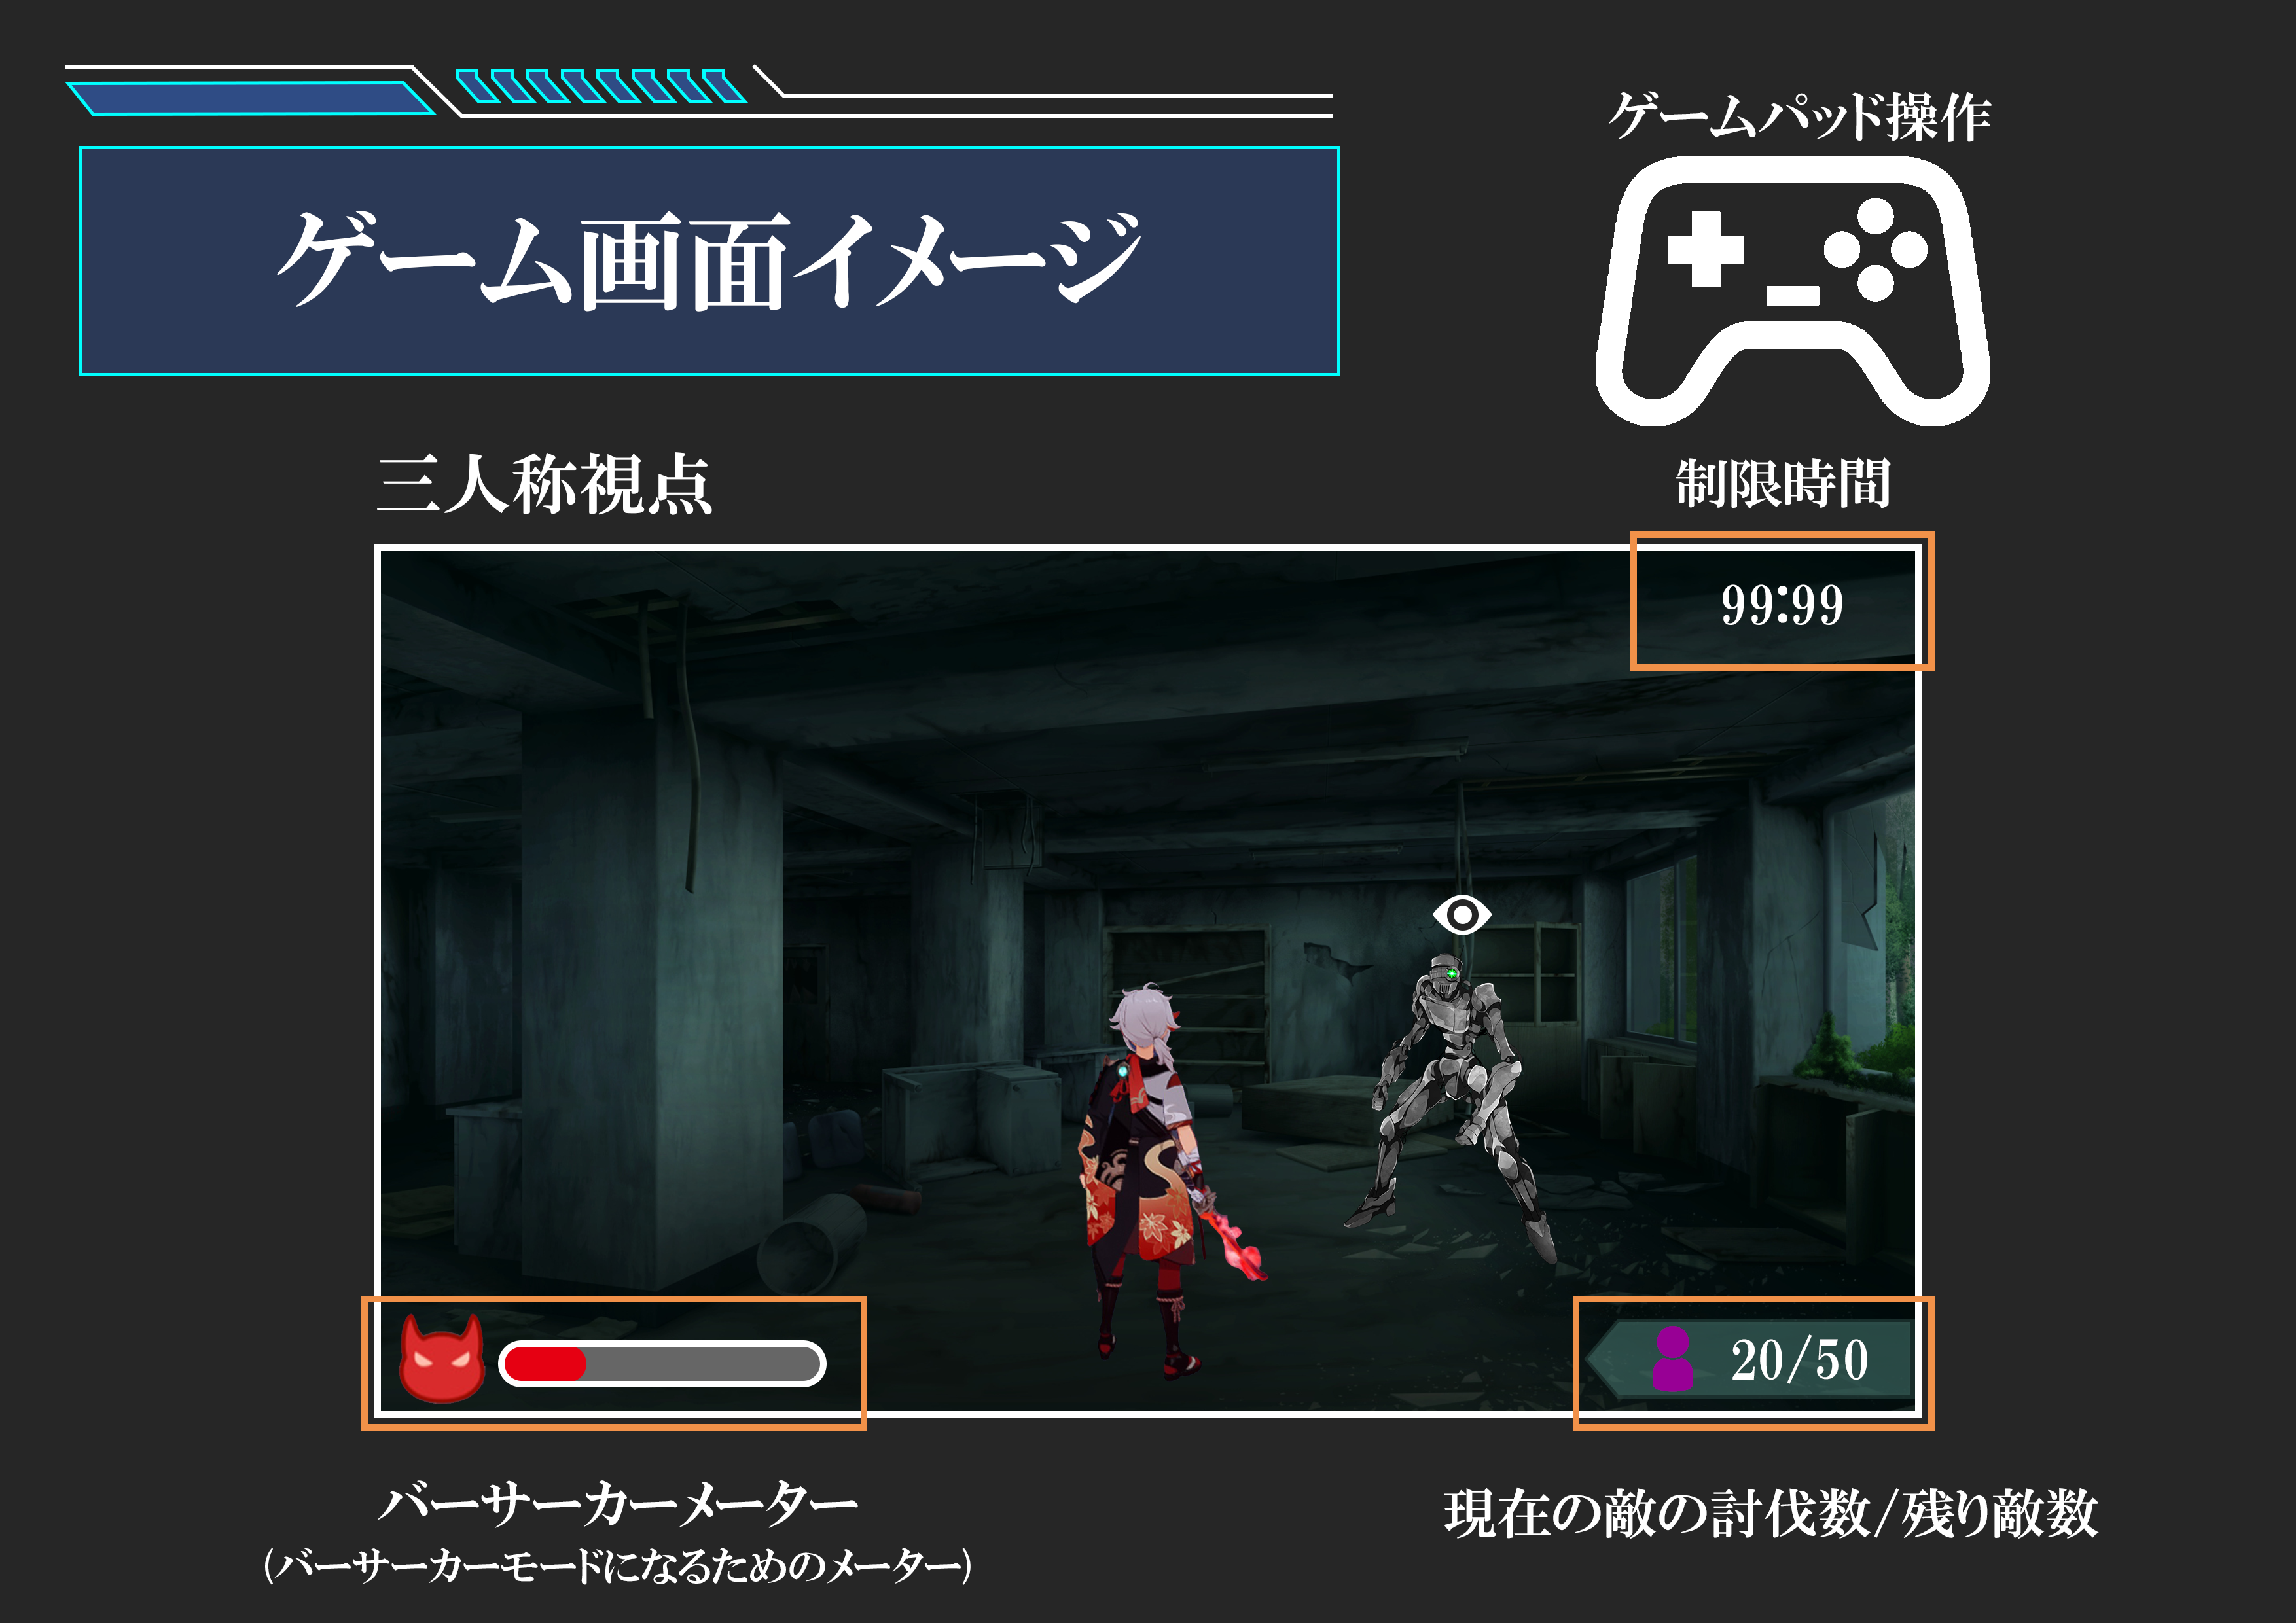 ゲームパッド操作
ゲーム画面イメージ
三人称視点
制限時間
99:99
20/50
バーサーカーメーター
(バーサーカーモードになるためのメーター)
現在の敵の討伐数/残り敵数